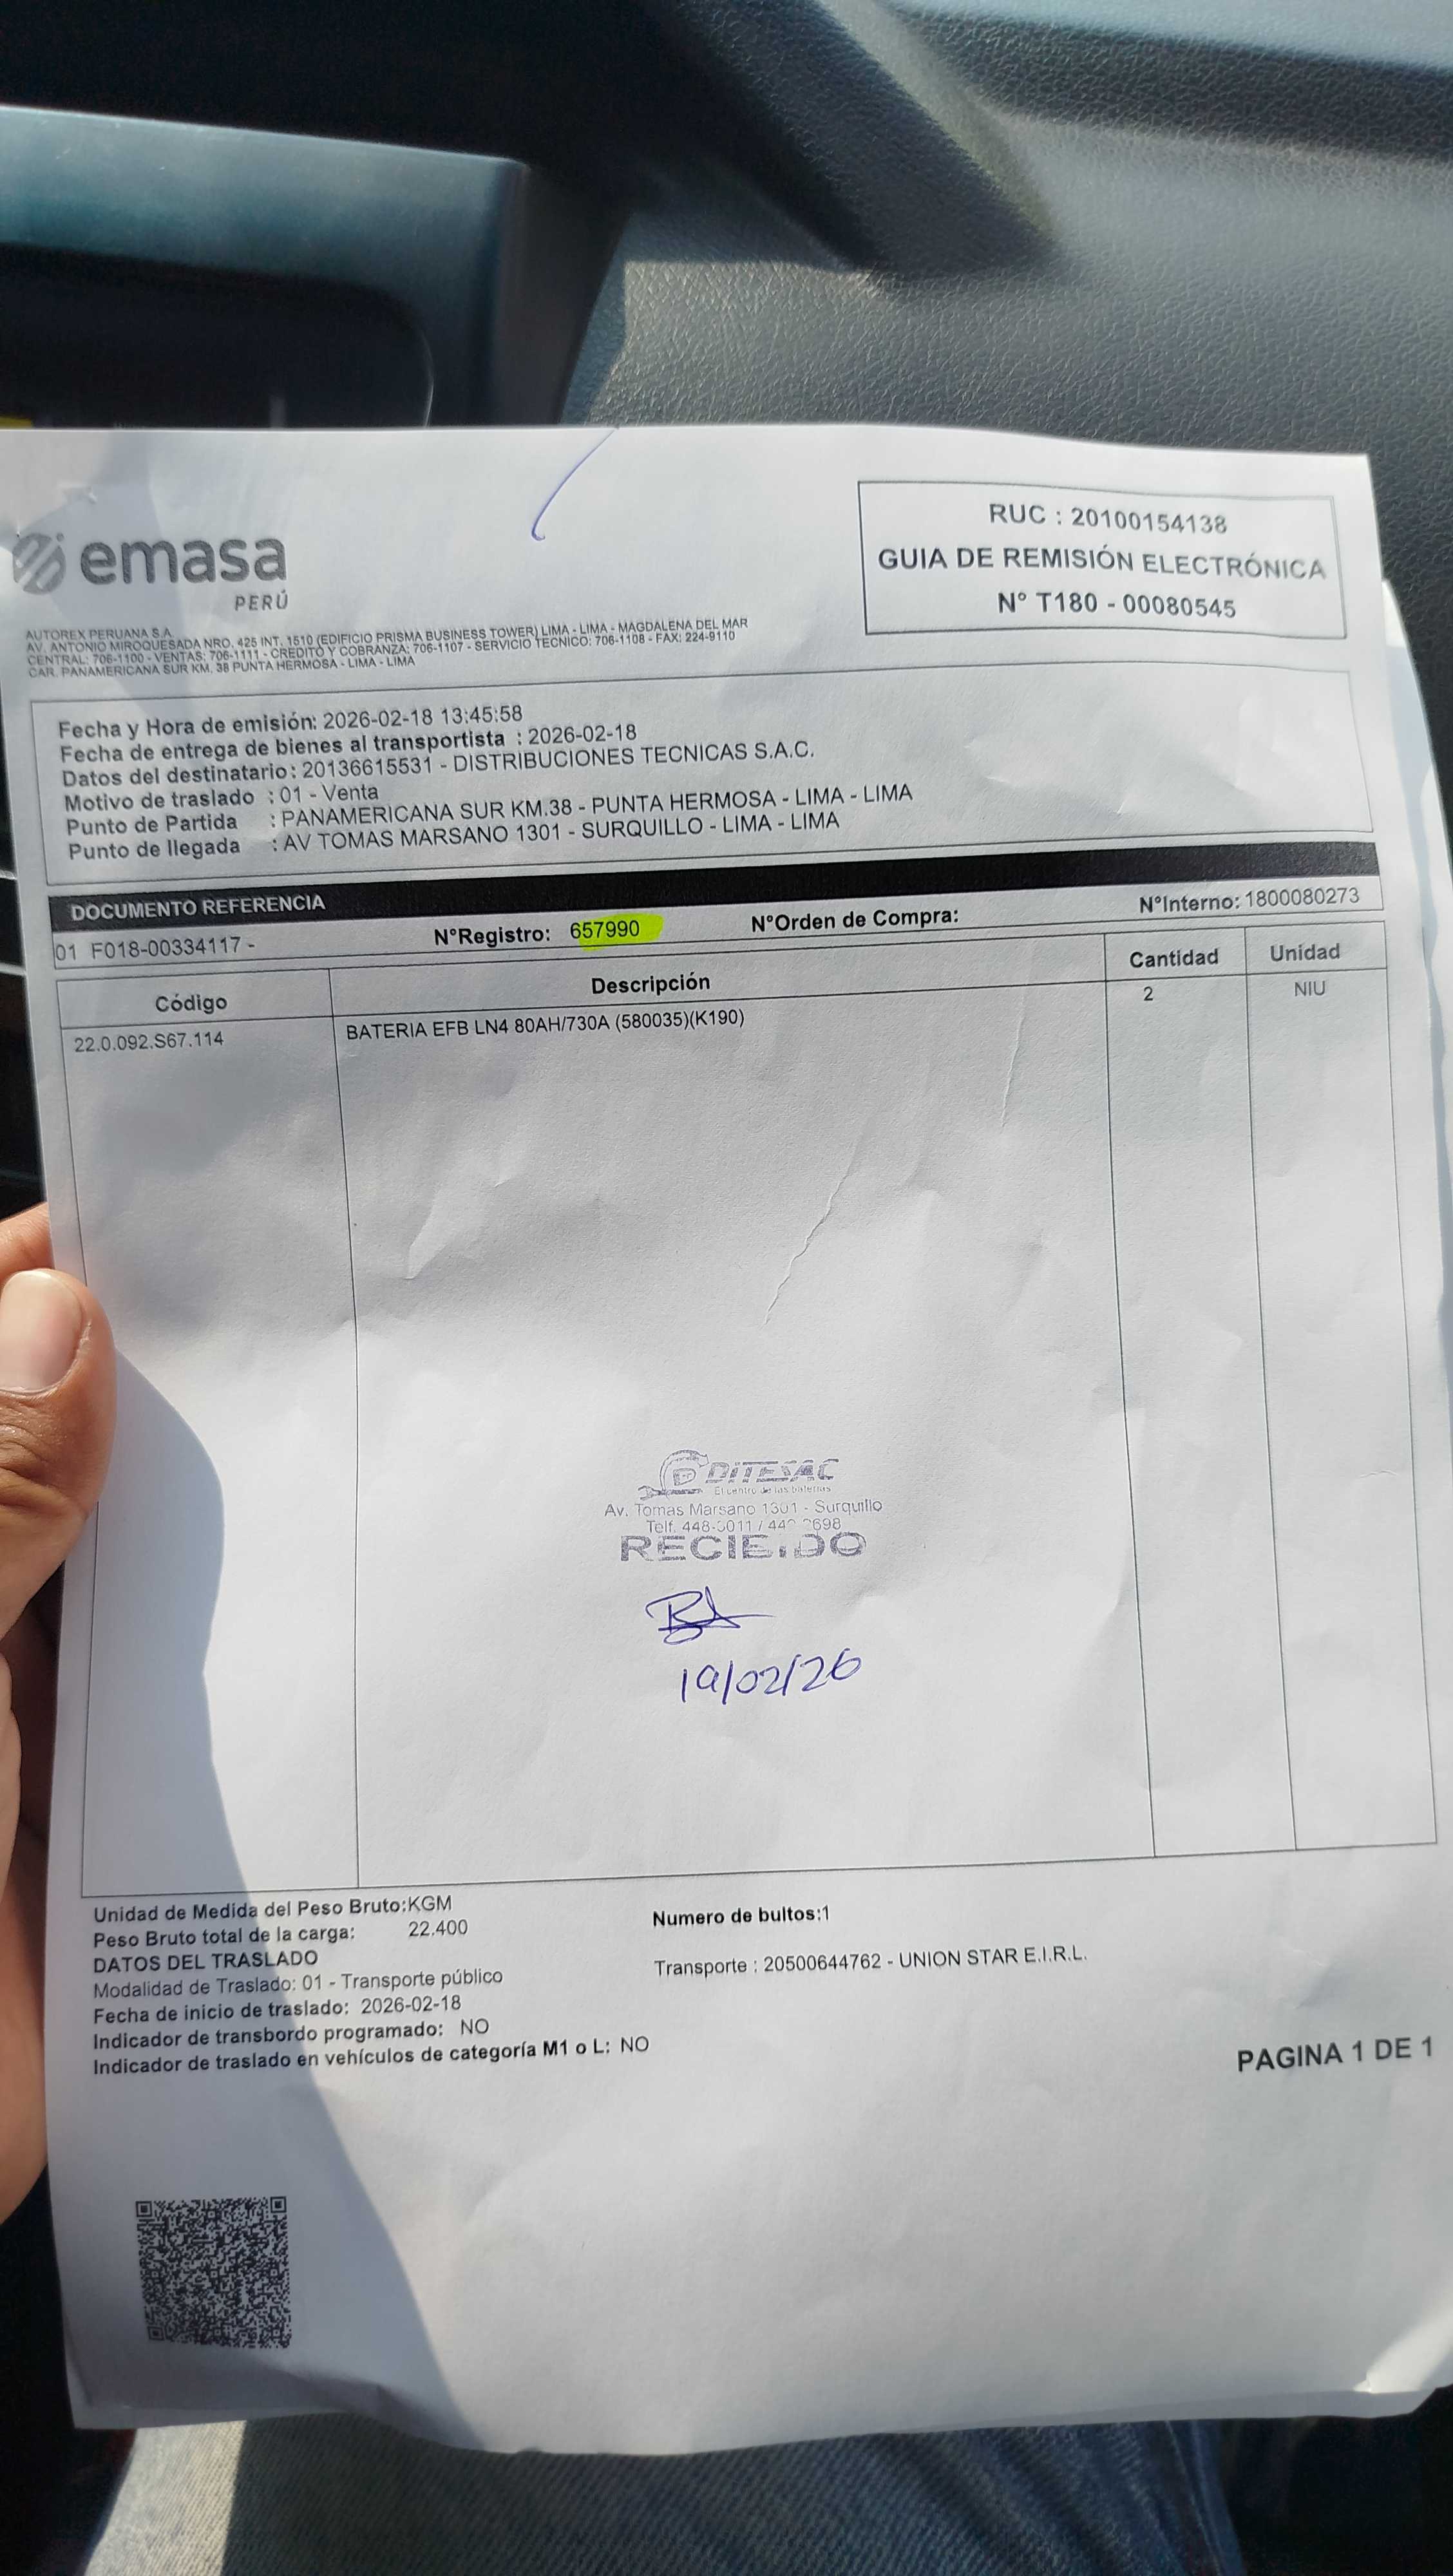 emasa
PERÚ
RUC : 20100154138
GUIA DE REMISIÓN ELECTRÓNICA
N° T180 - 00080545
AUTOREX PERUANA S.A.
AV. ANTONIO MIROQUESADA NRO. 425 INT. 1510 (EDIFICIO PRISMA BUSINESS TOWER) LIMA - LIMA - MAGDALENA DEL MAR
CENTRAL: 706-1100 - VENTAS: 706-1111 - CREDITO Y COBRANZA: 706-1107 - SERVICIO TECNICO: 706-1108 - FAX: 224-9110
CAR. PANAMERICANA SUR KM. 38 PUNTA HERMOSA - LIMA - LIMA
Fecha y Hora de emisión: 2026-02-18 13:45:58
Fecha de entrega de bienes al transportista : 2026-02-18
Datos del destinatario : 20136615531 - DISTRIBUCIONES TECNICAS S.A.C.
Motivo de traslado : 01 - Venta
Punto de Partida : PANAMERICANA SUR KM.38 - PUNTA HERMOSA - LIMA - LIMA
Punto de llegada : AV TOMAS MARSANO 1301 - SURQUILLO - LIMA - LIMA
DOCUMENTO REFERENCIA
01 F018-00334117 - N°Registro: 657990 N°Orden de Compra: N°Interno: 1800080273
Código Descripción Cantidad Unidad
22.0.092.S67.114 BATERIA EFB LN4 80AH/730A (580035)(K190) 2 NIU
DITESAC
El centro de las baterias
Av. Tomas Marsano 1301 - Surquillo
Telf. 448-
RECIBIDO
19/02/26
Unidad de Medida del Peso Bruto:KGM
Peso Bruto total de la carga: 22.400
Numero de bultos:1
DATOS DEL TRASLADO
Modalidad de Traslado: 01 - Transporte público
Transporte : 20500644762 - UNION STAR E.I.R.L.
Fecha de inicio de traslado: 2026-02-18
Indicador de transbordo programado: NO
Indicador de traslado en vehículos de categoría M1 o L: NO
PAGINA 1 DE 1